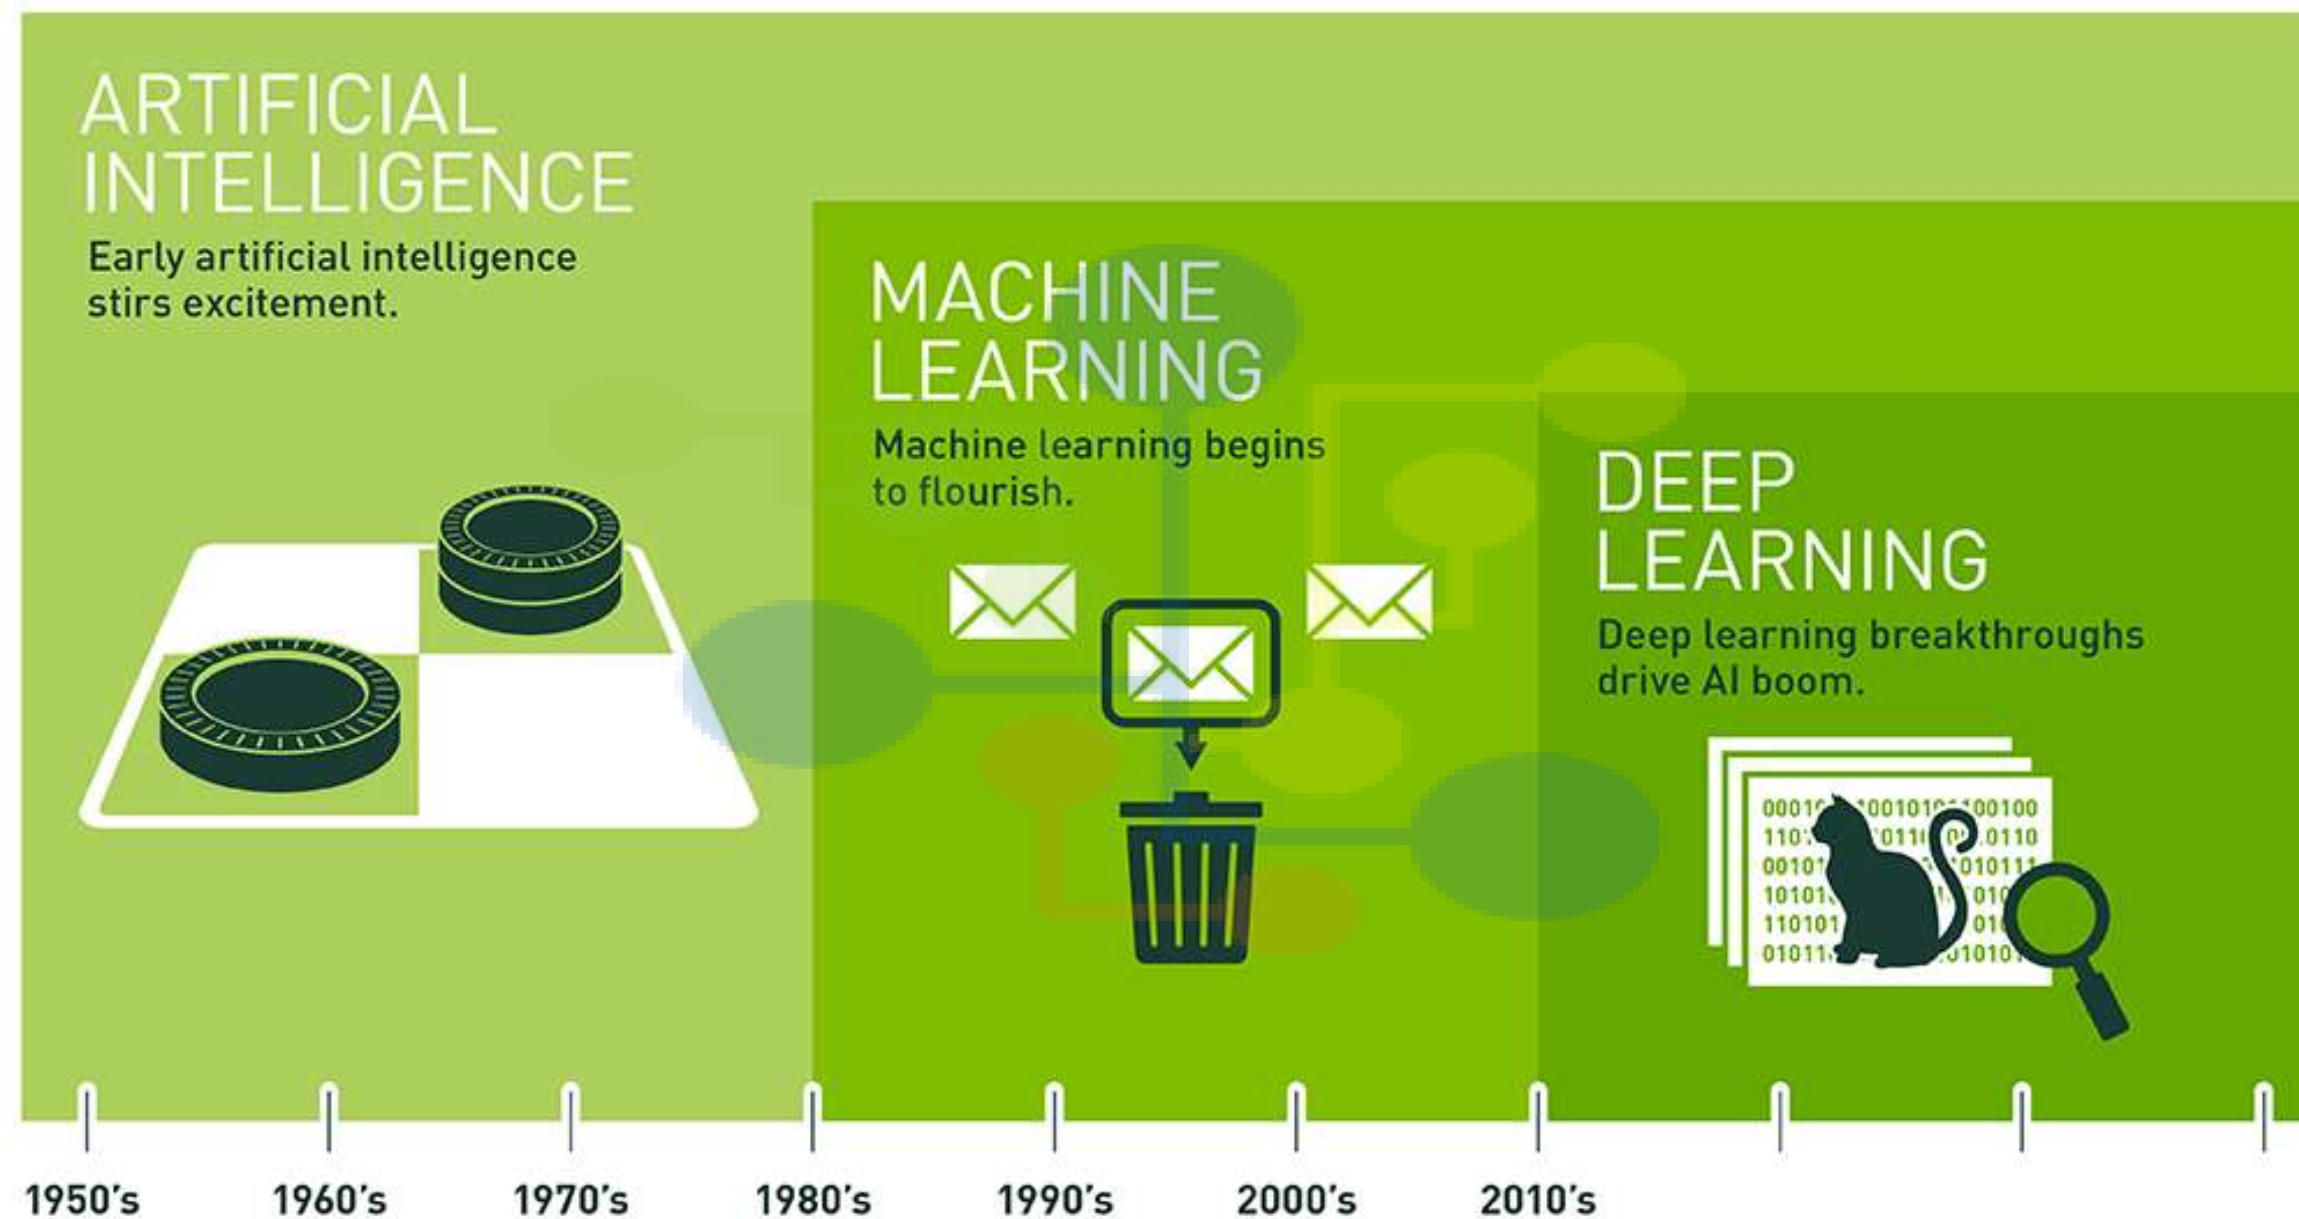 ARTIFICIAL
INTELLIGENCE
Early artificial intelligence
stirs excitement.
MACHINE
LEARNING
Machine learning begins
to flourish.
DEEP
LEARNING
Deep learning breakthroughs
drive AI boom.
1950's 1960's 1970's 1980's 1990's 2000's 2010's